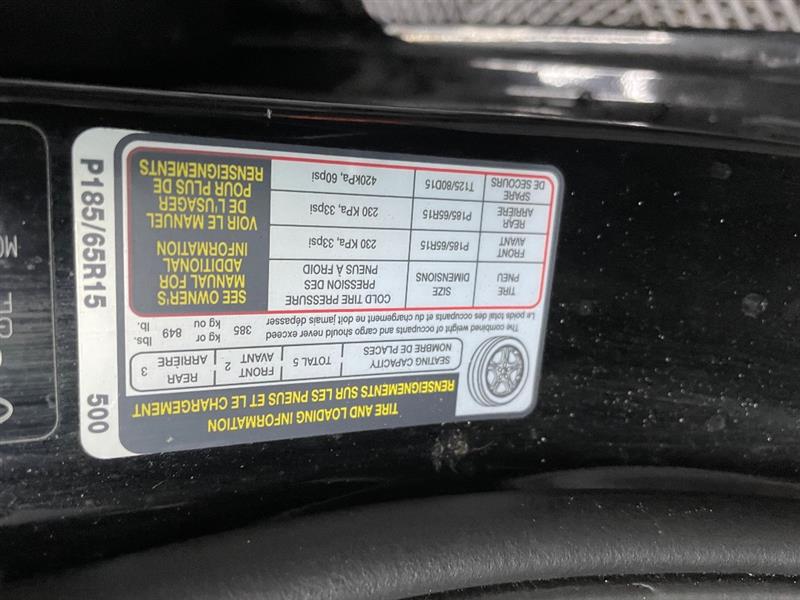 TIRE AND LOADING INFORMATION
RENSEIGNEMENTS SUR LES PNEUS ET LE CHARGEMENT
SEATING CAPACITY
NOMBRE DE PLACES
TOTAL 5
FRONT
AVANT
2
REAR
ARRIÈRE
3
The combined weight of occupants and cargo should never exceed
Le poids total des occupants et du chargement ne doit jamais dépasser
385
kg or
kg ou
849
lbs.
lb.
TIRE
PNEU
SIZE
DIMENSIONS
COLD TIRE PRESSURE
PRESSION DES
PNEUS À FROID
FRONT
AVANT
P185/65R15
230 KPa, 33psi
REAR
ARRIÈRE
P185/65R15
230 KPa, 33psi
SPARE
DE SECOURS
T125/80D15
420kPa, 60psi
SEE OWNER'S
MANUAL FOR
ADDITIONAL
INFORMATION
VOIR LE MANUEL
DE L'USAGER
POUR PLUS DE
RENSEIGNEMENTS
P185/65R15
500